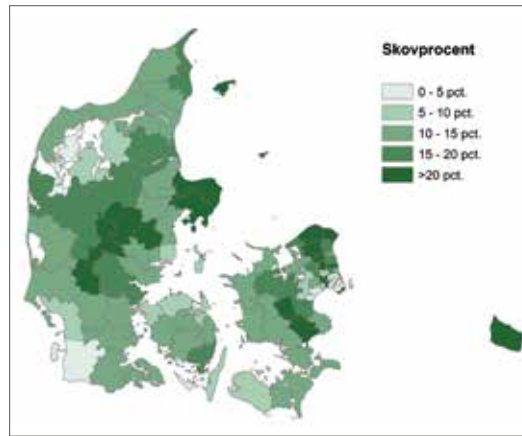 Skovprocent
0 - 5 pct.
5 - 10 pct.
10 - 15 pct.
15 - 20 pct.
>20 pct.